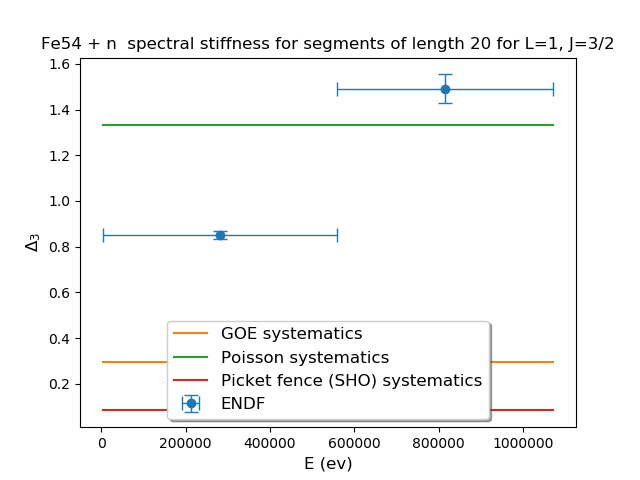 Fe54 + n  spectral stiffness for segments of length 20 for L=1, J=3/2
1.6
1.4
1.2
1.0
0.8
0.6
0.4
0.2
Δ₃
GOE systematics
Poisson systematics
Picket fence (SHO) systematics
ENDF
0 200000 400000 600000 800000 1000000
E (ev)